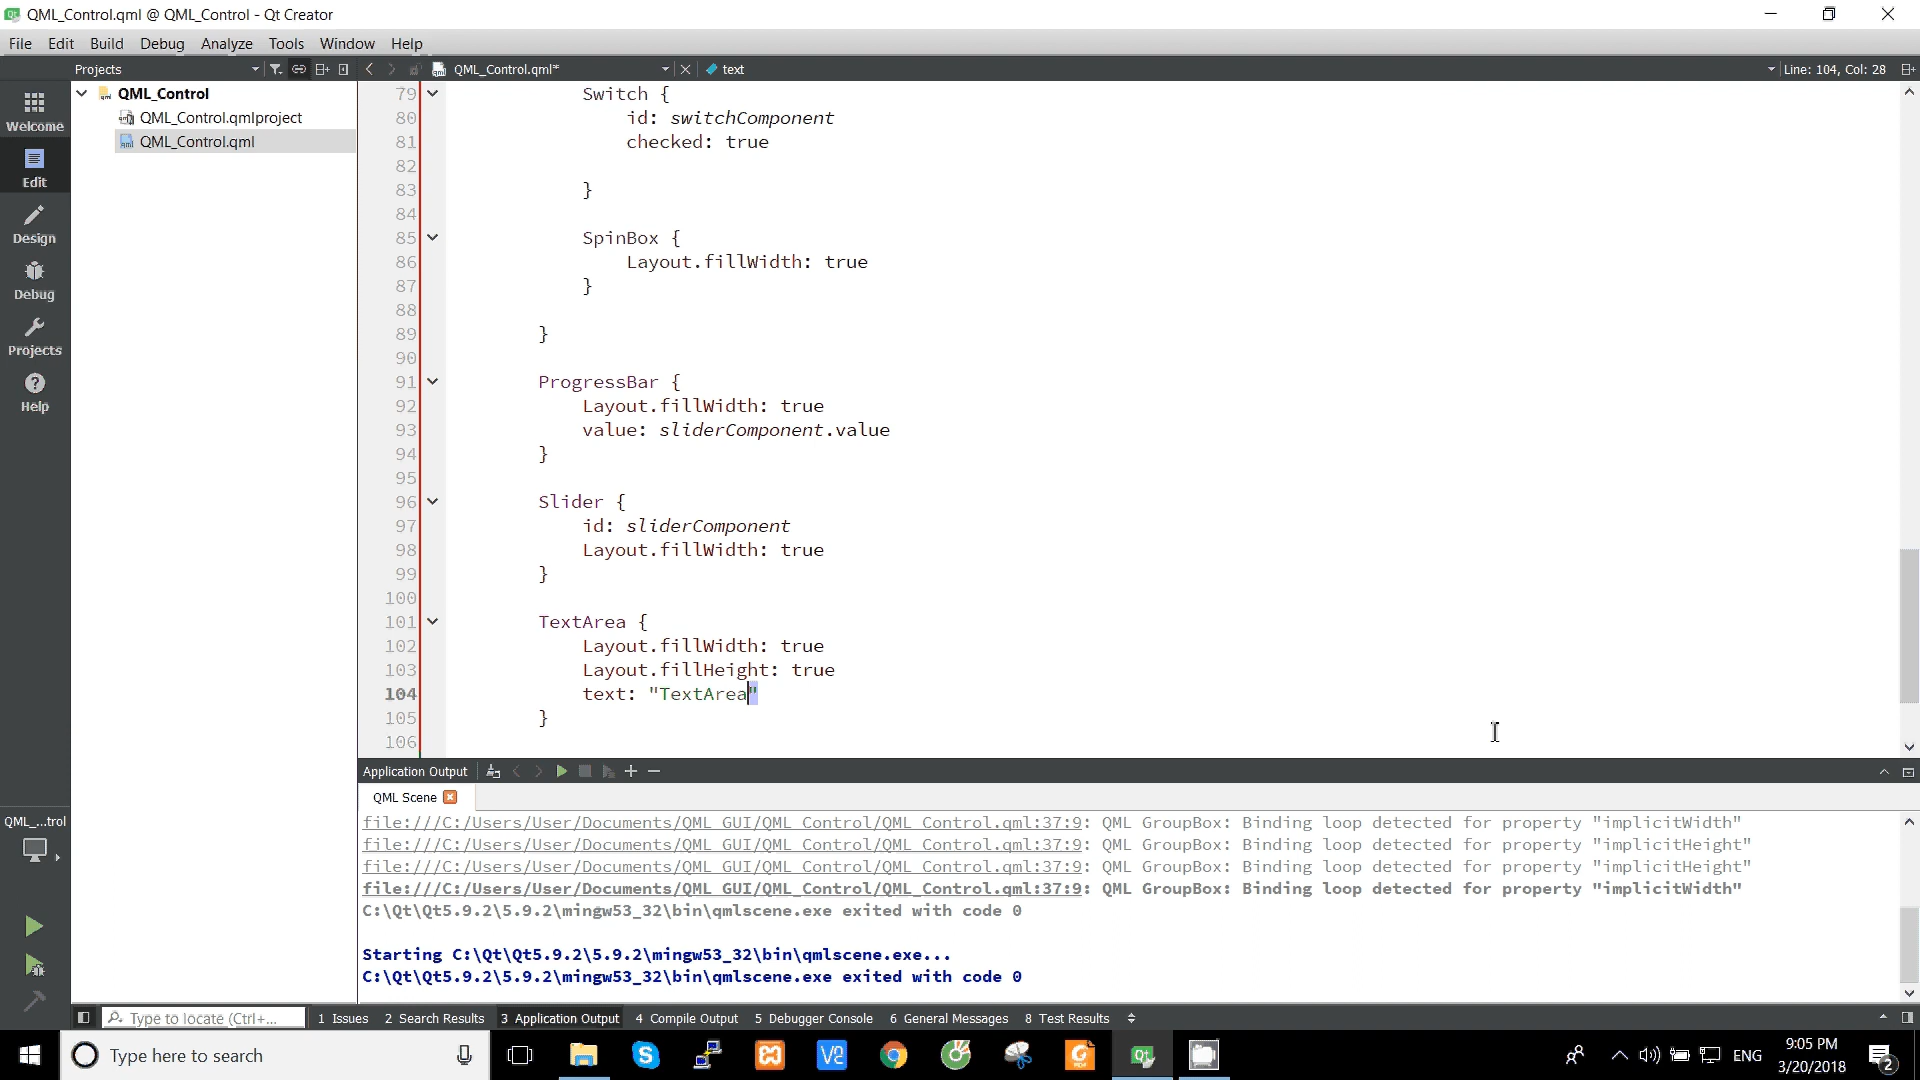 QML_Control.qml @ QML_Control - Qt Creator
File Edit Build Debug Analyze Tools Window Help
Projects QML_Control.qml* text Line: 104, Col: 28
QML_Control
QML_Control.qmlproject
QML_Control.qml
Welcome
Edit
Design
Debug
Projects
Help
79 Switch {
80 id: switchComponent
81 checked: true
82
83 }
84
85 SpinBox {
86 Layout.fillWidth: true
87 }
88
89 }
90
91 ProgressBar {
92 Layout.fillWidth: true
93 value: sliderComponent.value
94 }
95
96 Slider {
97 id: sliderComponent
98 Layout.fillWidth: true
99 }
100
101 TextArea {
102 Layout.fillWidth: true
103 Layout.fillHeight: true
104 text: "TextArea"
105 }
106
Application Output
QML Scene
file:///C:/Users/User/Documents/QML_GUI/QML_Control/QML_Control.qml:37:9: QML GroupBox: Binding loop detected for property "implicitWidth"
file:///C:/Users/User/Documents/QML_GUI/QML_Control/QML_Control.qml:37:9: QML GroupBox: Binding loop detected for property "implicitHeight"
file:///C:/Users/User/Documents/QML_GUI/QML_Control/QML_Control.qml:37:9: QML GroupBox: Binding loop detected for property "implicitHeight"
file:///C:/Users/User/Documents/QML_GUI/QML_Control/QML_Control.qml:37:9: QML GroupBox: Binding loop detected for property "implicitWidth"
C:\Qt\Qt5.9.2\5.9.2\mingw53_32\bin\qmlscene.exe exited with code 0
Starting C:\Qt\Qt5.9.2\5.9.2\mingw53_32\bin\qmlscene.exe...
C:\Qt\Qt5.9.2\5.9.2\mingw53_32\bin\qmlscene.exe exited with code 0
QML_...trol
Type to locate (Ctrl+... 1 Issues 2 Search Results 3 Application Output 4 Compile Output 5 Debugger Console 6 General Messages 8 Test Results
Type here to search
V2
ENG
9:05 PM
3/20/2018
2